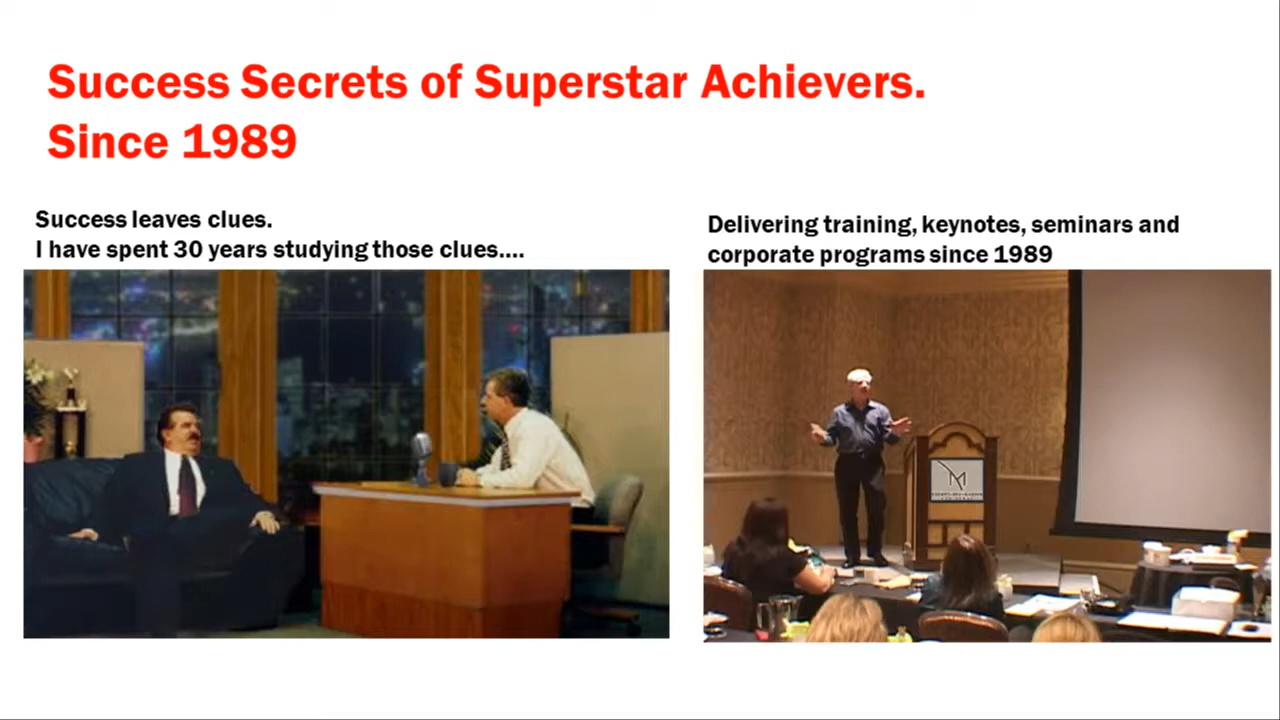 Success Secrets of Superstar Achievers.
Since 1989
Success leaves clues.
I have spent 30 years studying those clues....
Delivering training, keynotes, seminars and
corporate programs since 1989